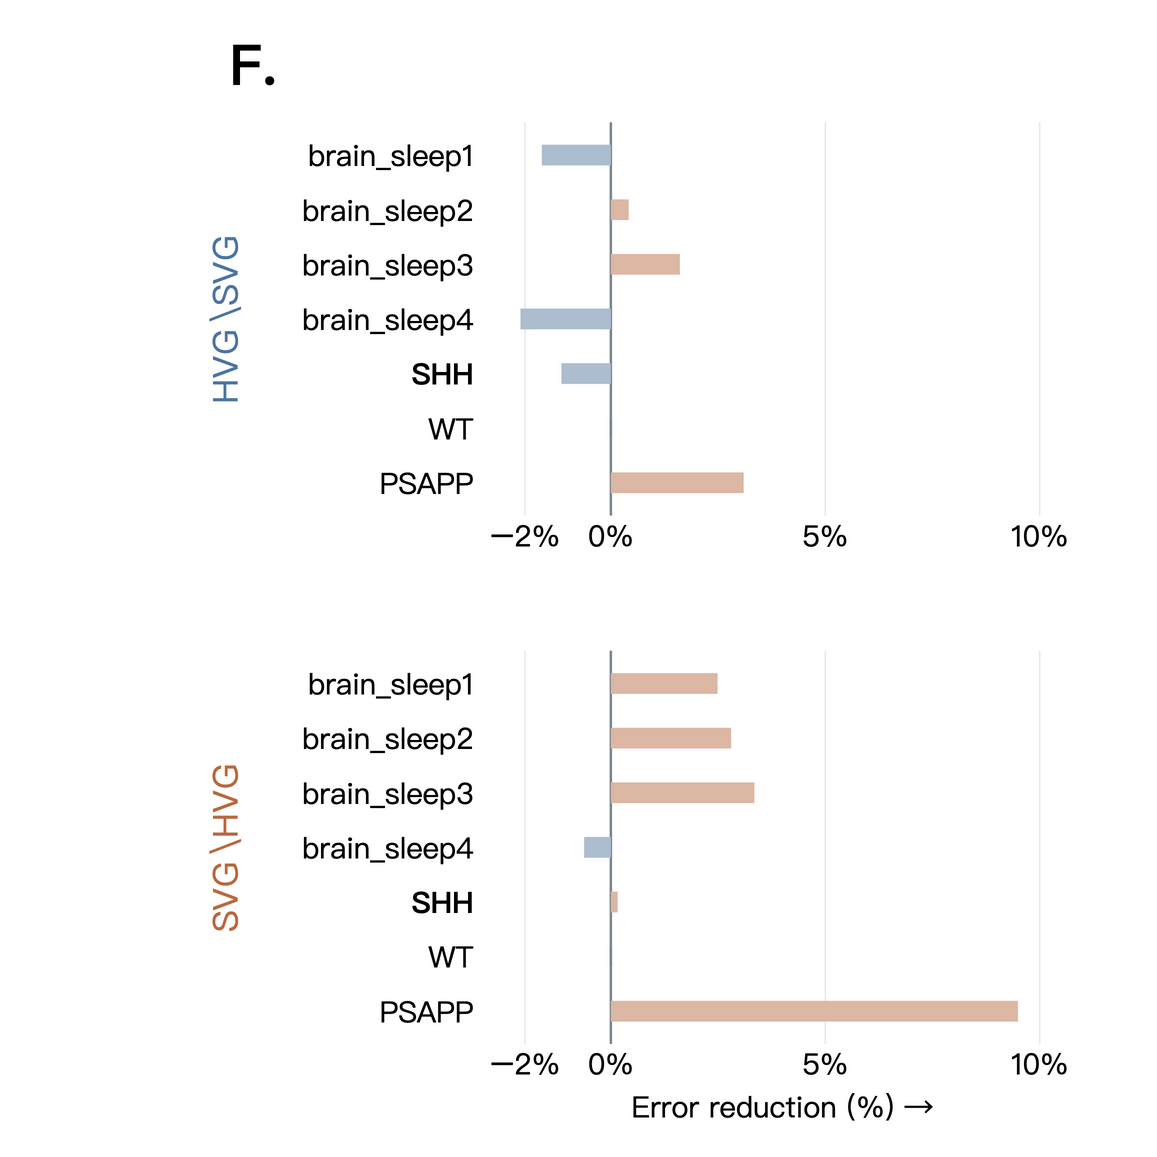 F.
HVG \SVG
brain_sleep1
brain_sleep2
brain_sleep3
brain_sleep4
SHH
WT
PSAPP
−2% 0% 5% 10%
SVG \HVG
brain_sleep1
brain_sleep2
brain_sleep3
brain_sleep4
SHH
WT
PSAPP
−2% 0% 5% 10%
Error reduction (%) →